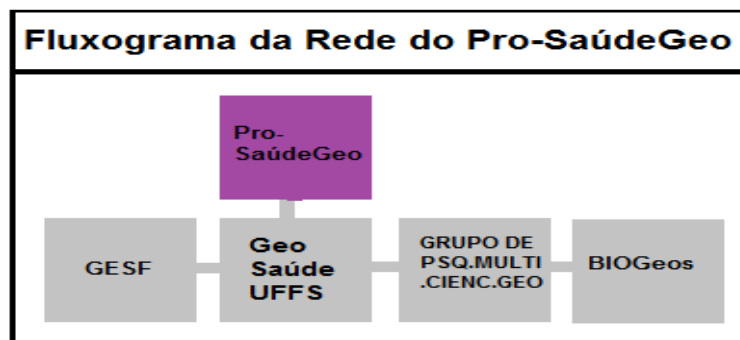 Fluxograma da Rede do Pro-SaúdeGeo
Pro-
SaúdeGeo
GESF
Geo
Saúde
UFFS
GRUPO DE
PSQ.MULTI
.CIENC.GEO
BIOGeos